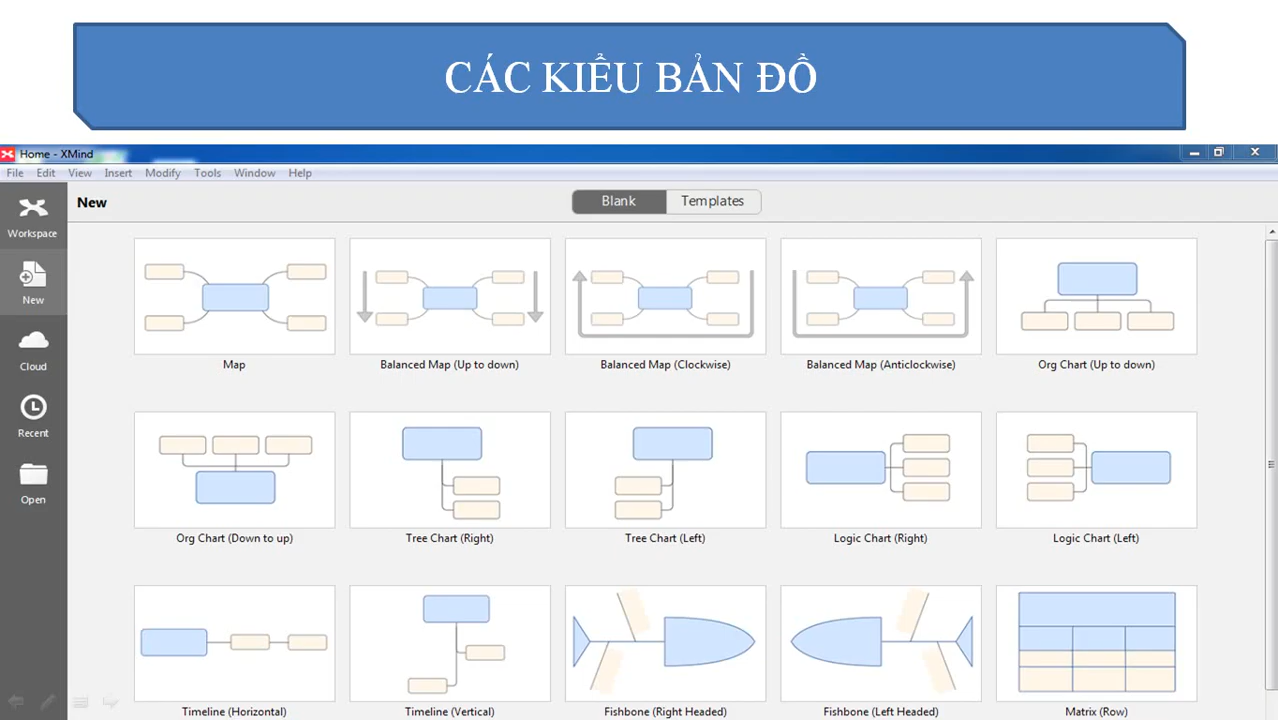 CÁC KIỂU BẢN ĐỒ
Home - XMind
File Edit View Insert Modify Tools Window Help
New
Blank Templates
Workspace
New
Cloud
Recent
Open
Map
Balanced Map (Up to down)
Balanced Map (Clockwise)
Balanced Map (Anticlockwise)
Org Chart (Up to down)
Org Chart (Down to up)
Tree Chart (Right)
Tree Chart (Left)
Logic Chart (Right)
Logic Chart (Left)
Timeline (Horizontal)
Timeline (Vertical)
Fishbone (Right Headed)
Fishbone (Left Headed)
Matrix (Row)